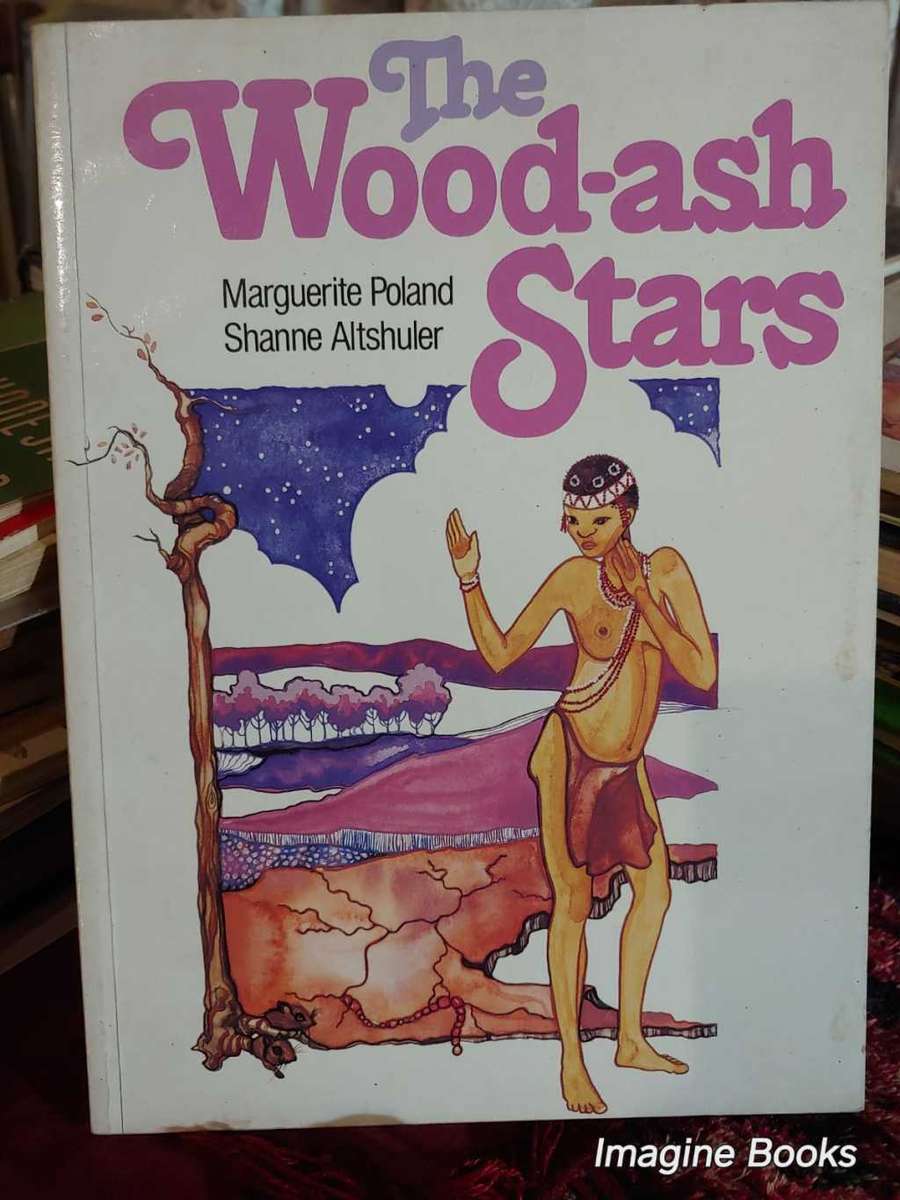 The
Wood-ash
Stars
Marguerite Poland
Shanne Altshuler
Imagine Books